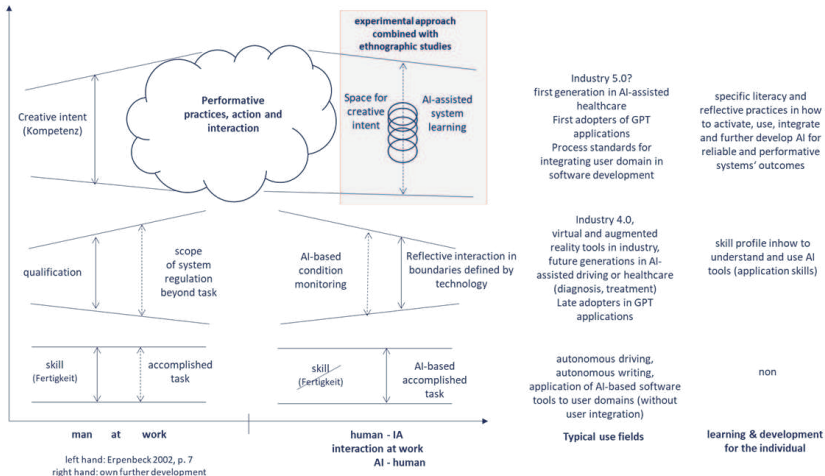 experimental approach
combined with
ethnographic studies
Performative
practices, action and
interaction
Creative intent
(Kompetenz)
Space for
creative
intent
AI-assisted
system
learning
Industry 5.0?
first generation in AI-assisted
healthcare
First adopters of GPT
applications
Process standards for
integrating user domain in
software development
specific literacy and
reflective practices in how
to activate, use, integrate
and further develop AI for
reliable and performative
systems' outcomes
qualification
scope
of system
regulation
beyond task
AI-based
condition
monitoring
Reflective interaction in
boundaries defined by
technology
Industry 4.0,
virtual and augmented
reality tools in industry,
future generations in AI-
assisted driving or healthcare
(diagnosis, treatment)
Late adopters in GPT
applications
skill profile inhow to
understand and use AI
tools (application skills)
skill
(Fertigkeit)
accomplished
task
skill
(Fertigkeit)
AI-based
accomplished
task
autonomous driving,
autonomous writing,
application of AI-based software
tools to user domains (without
user integration)
non
man at work
human - IA
interaction at work
AI - human
Typical use fields
learning & development
for the individual
left hand: Erpenbeck 2002, p. 7
right hand: own further development